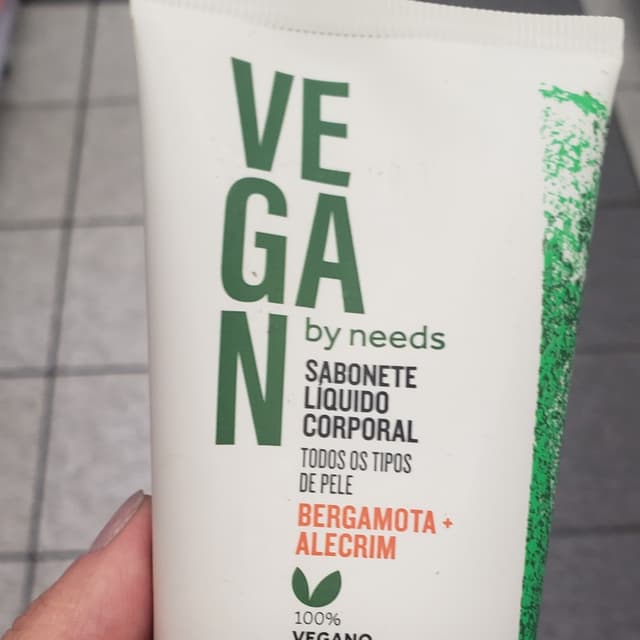 VE
GA
N
by needs
SABONETE
LÍQUIDO
CORPORAL
TODOS OS TIPOS
DE PELE
BERGAMOTA +
ALECRIM
100%
VEGANO